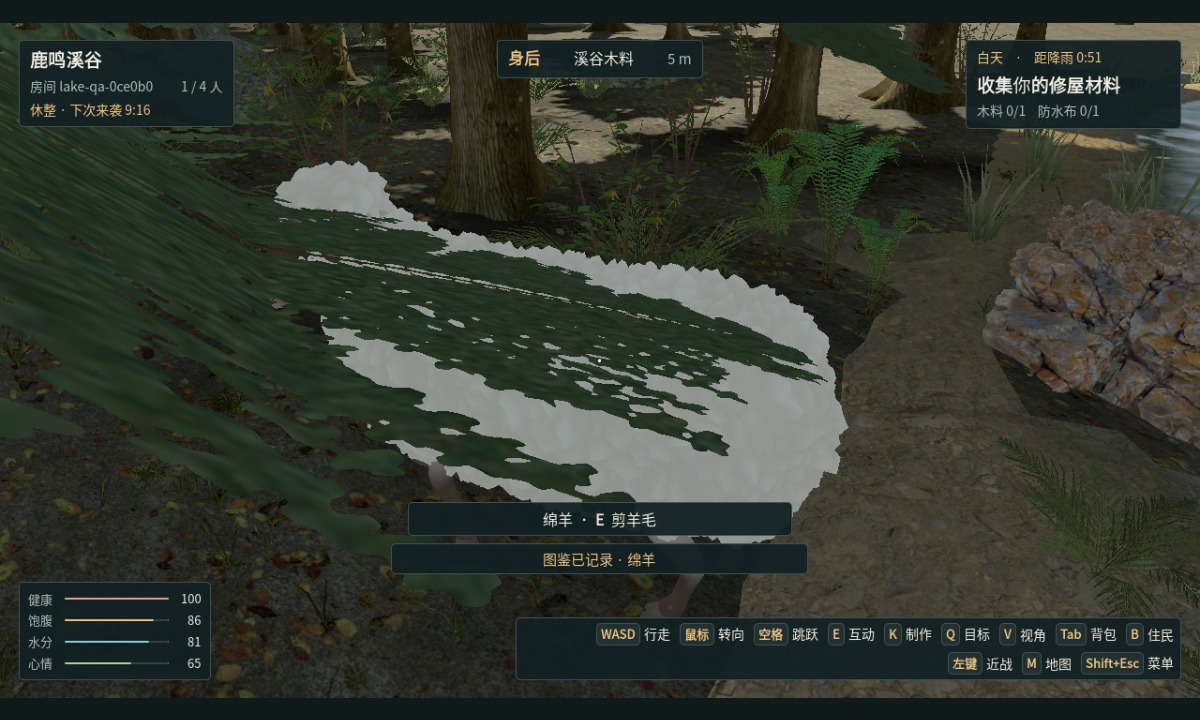 鹿鸣溪谷
房间 lake-qa-0ce0b0 1 / 4 人
休整 · 下次来袭 9:16
身后 溪谷木料 5 m
白天 · 距降雨 0:51
收集你的修屋材料
木料 0/1 防水布 0/1
绵羊 · E 剪羊毛
图鉴已记录 · 绵羊
健康 100
饱腹 86
水分 81
心情 65
WASD 行走 鼠标 转向 空格 跳跃 E 互动 K 制作 Q 目标 V 视角 Tab 背包 B 住民
左键 近战 M 地图 Shift+Esc 菜单